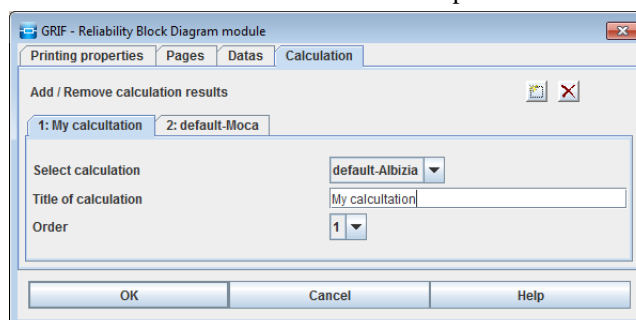 GRIF - Reliability Block Diagram module
Printing properties Pages Datas Calculation
Add / Remove calculation results
1: My calcultation 2: default-Moca
Select calculation default-Albizia
Title of calculation My calcultation
Order 1
OK Cancel Help